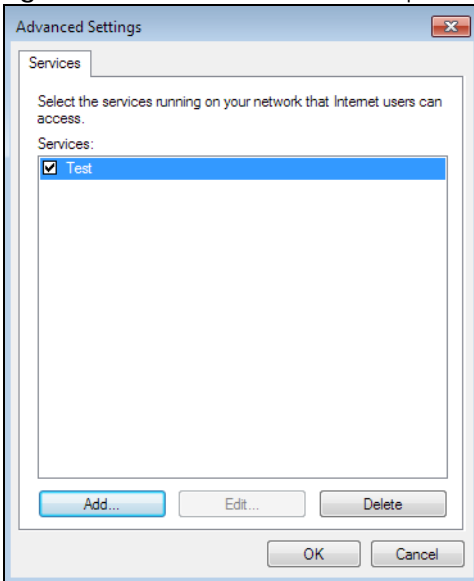 Advanced Settings
Services
Select the services running on your network that Internet users can
access.
Services:
Test
Add...
Edit...
Delete
OK
Cancel